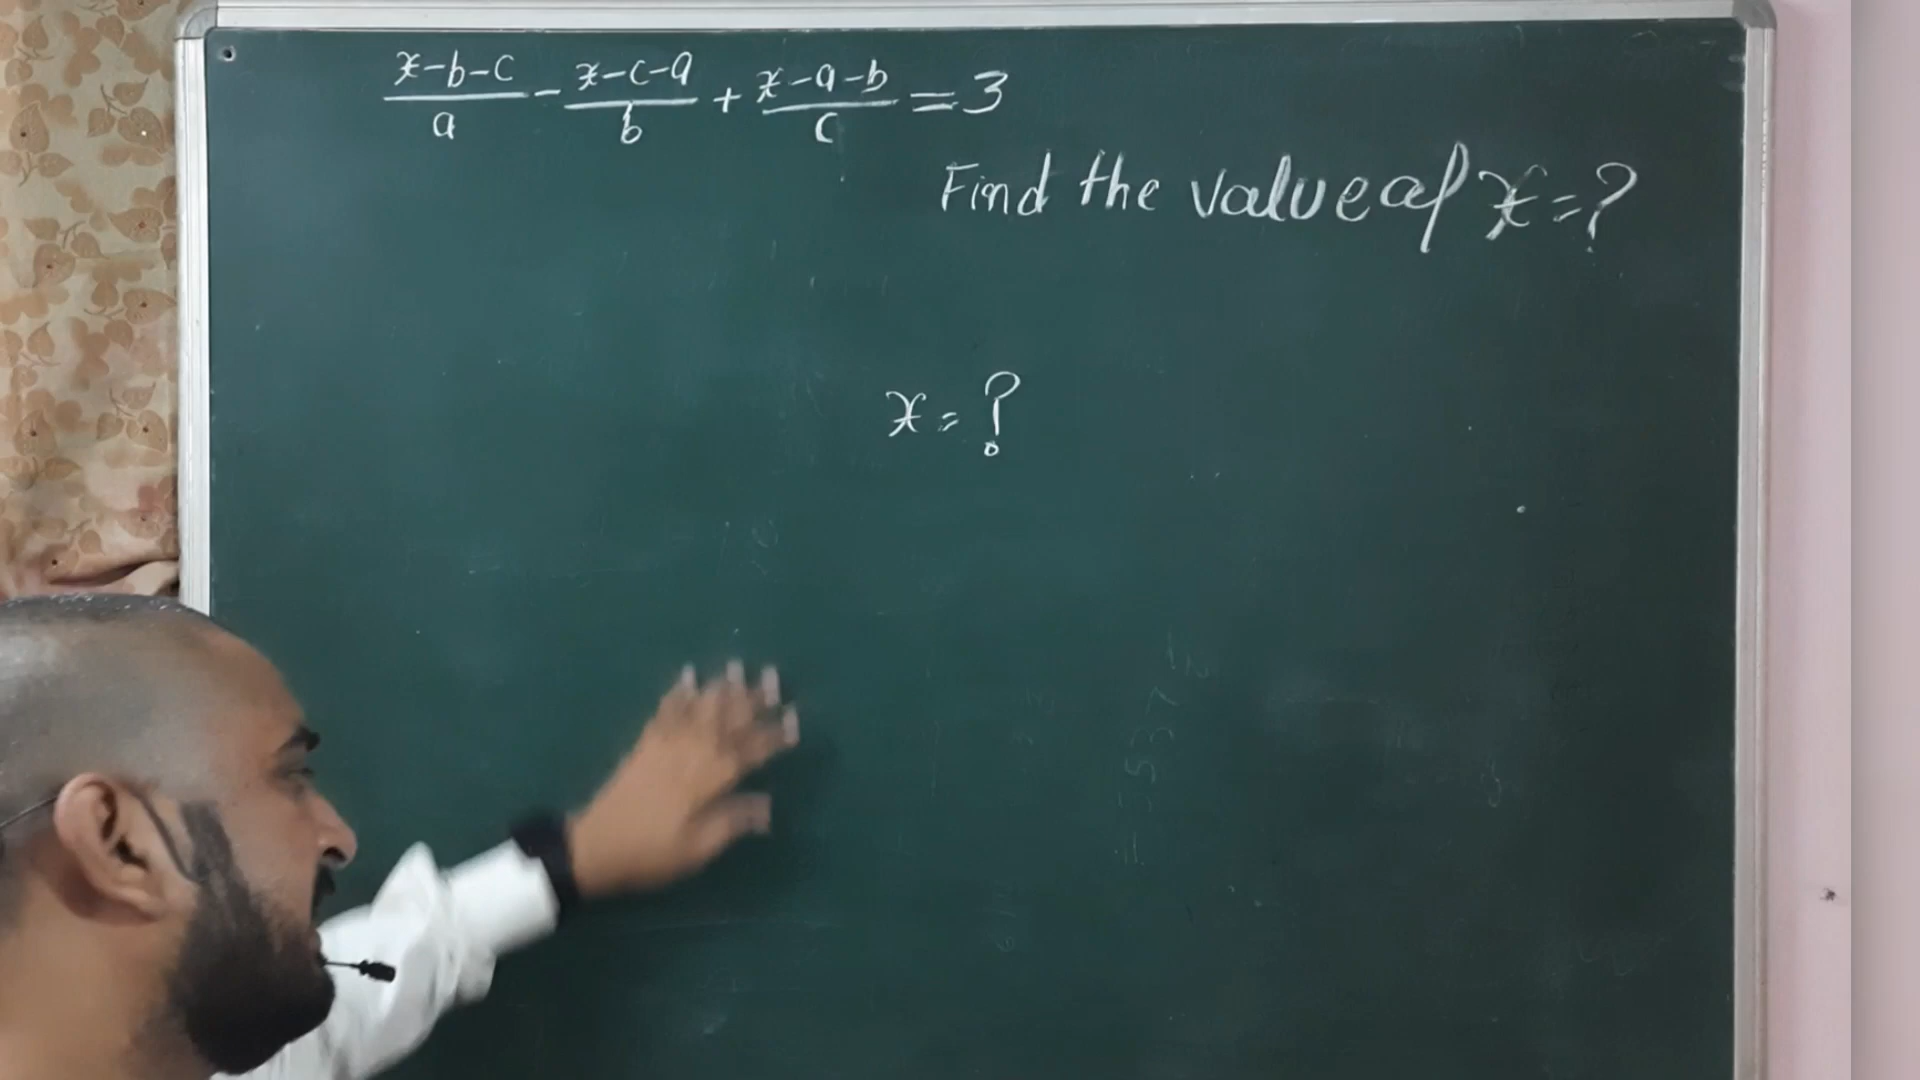 x-b-c/a - x-c-a/b + x-a-b/c = 3
Find the value of x=?
x=?